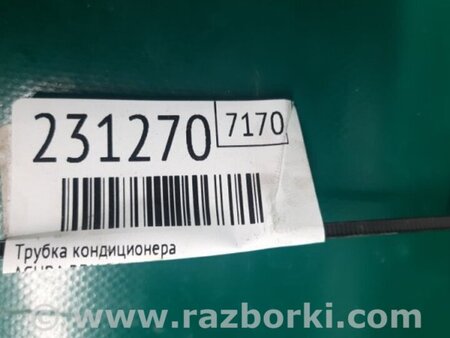 231270
7170
Трубка кондиционера
© www.razborki.com